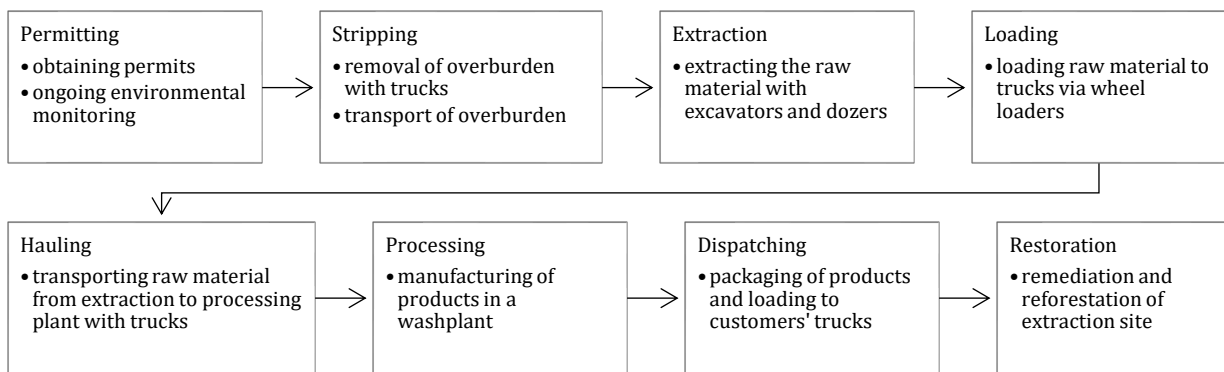 Permitting
• obtaining permits
• ongoing environmental
monitoring
Stripping
• removal of overburden
with trucks
• transport of overburden
Extraction
• extracting the raw
material with
excavators and dozers
Loading
• loading raw material to
trucks via wheel
loaders
Hauling
• transporting raw material
from extraction to processing
plant with trucks
Processing
• manufacturing of
products in a
washplant
Dispatching
• packaging of products
and loading to
customers' trucks
Restoration
• remediation and
reforestation of
extraction site